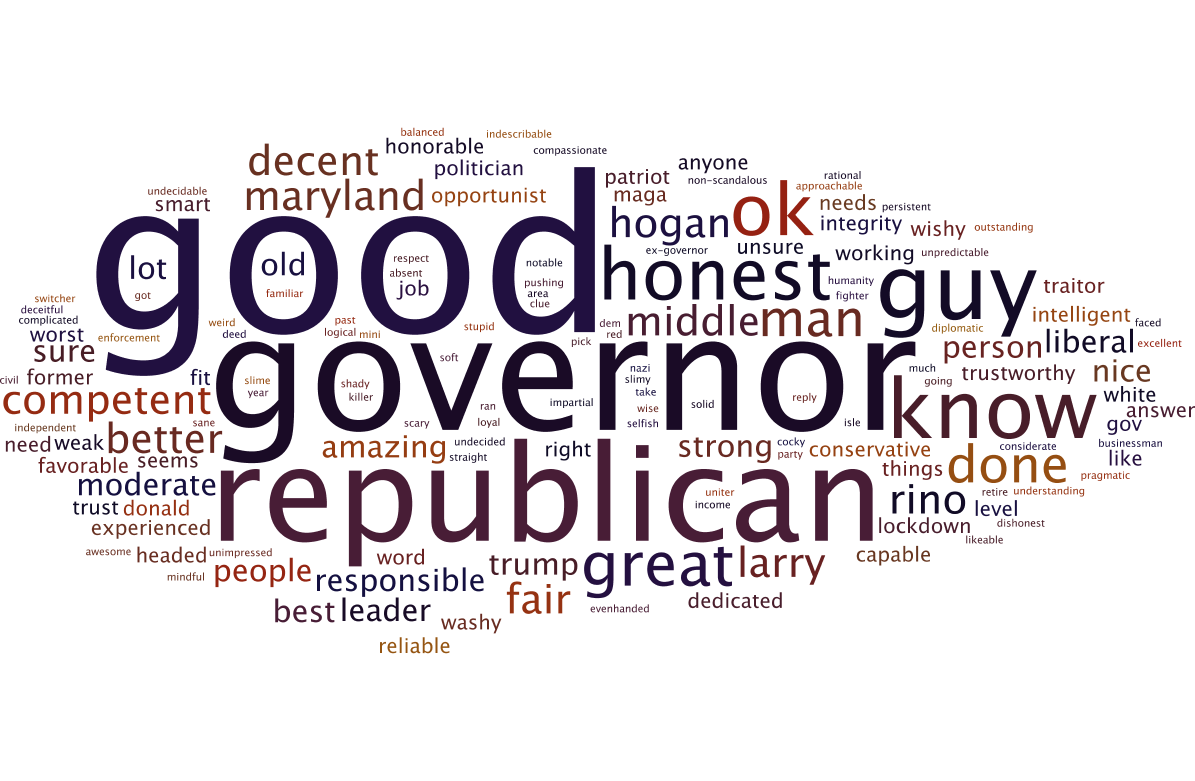 balanced indescribable
honorable compassionate
decent politician anyone
patriot non-scandalous rational
undecidable maryland opportunist maga approachable
smart good hogan ok needs persistent
integrity wishy outstanding
lot old respect ex-governor unsure working unpredictable
absent notable honest humanity guy
got familiar job pushing fighter traitor
switcher area
deceitful clue
complicated weird past dem middle man diplomatic intelligent faced
worst enforcement deed logical mini stupid red liberal excellent
sure pick person
soft governor
civil former fit nazi much trustworthy nice
slime shady slimy going
competent year killer take know white
ran impartial wise solid reply answer
independent sane scary loyal selfish isle gov
need weak better amazing undecided right strong cocky conservative considerate businessman
straight party
favorable seems things done like
moderate republican pragmatic
uniter rino retire understanding
trust donald income level
experienced lockdown dishonest
likeable
awesome headed unimpressed word trump great larry capable
mindful people responsible
fair dedicated
best leader evenhanded
washy
reliable